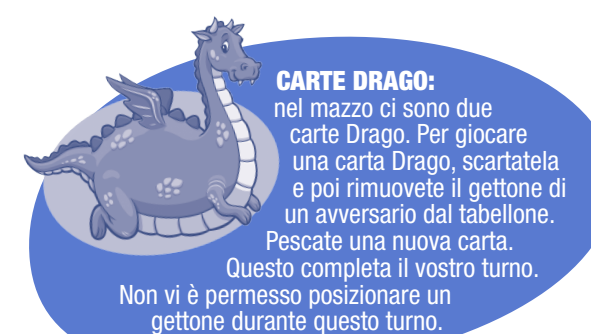 CARTE DRAGO:
nel mazzo ci sono due
carte Drago. Per giocare
una carta Drago, scartatela
e poi rimuovete il gettone di
un avversario dal tabellone.
Pescate una nuova carta.
Questo completa il vostro turno.
Non vi è permesso posizionare un
gettone durante questo turno.